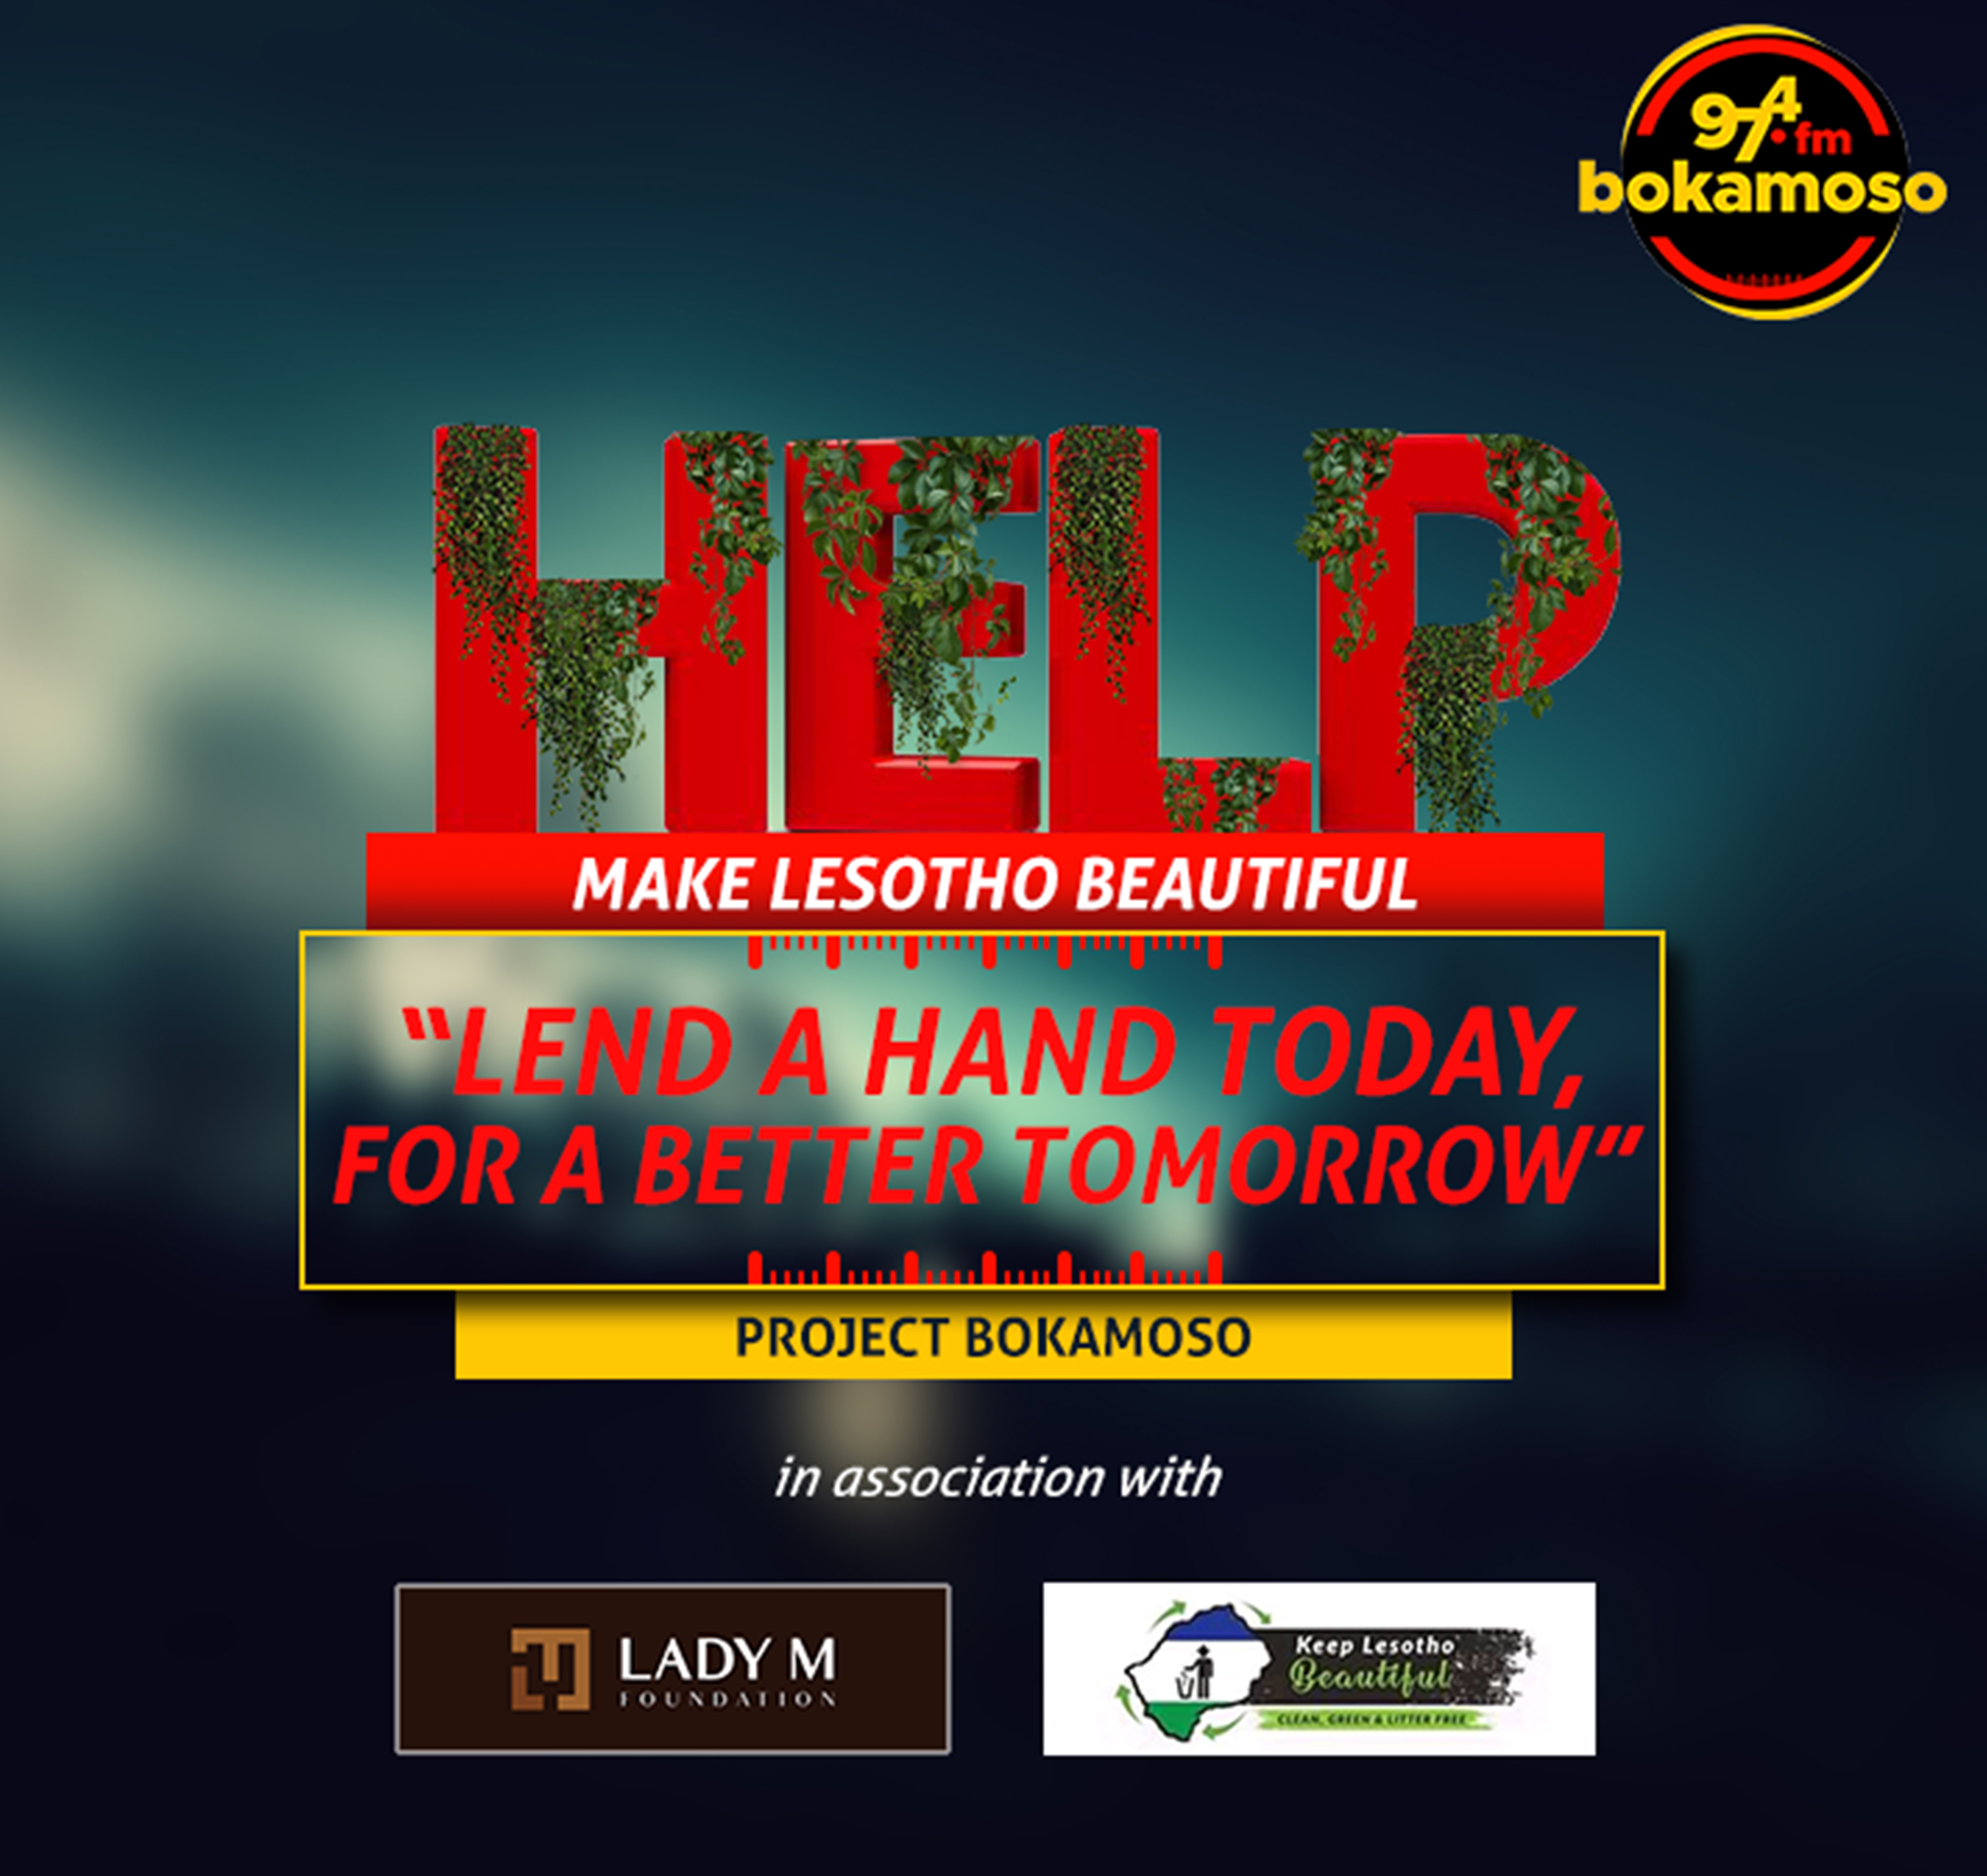 97.4 fm
bokamoso
HELP
MAKE LESOTHO BEAUTIFUL
“LEND A HAND TODAY,
FOR A BETTER TOMORROW”
PROJECT BOKAMOSO
in association with
LADY M
FOUNDATION
Keep Lesotho
Beautiful
CLEAN, GREEN & LITTER FREE